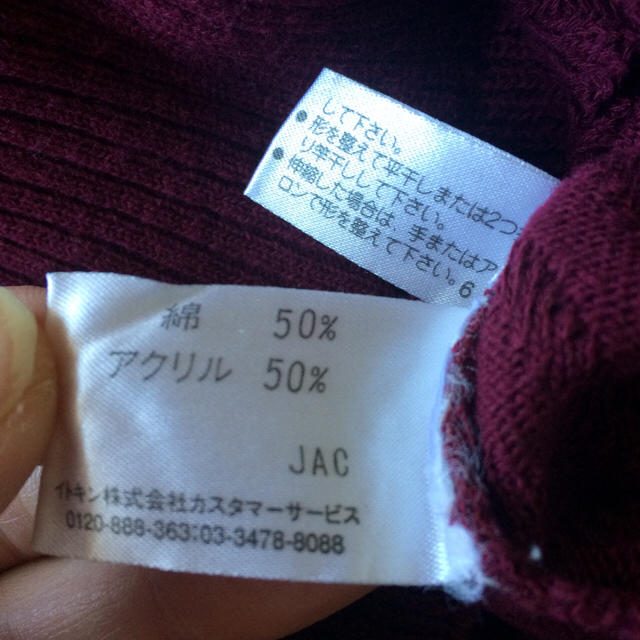 して下さい。
●形を整えて平干しまたは2つ
り竿干しして下さい。
●伸縮した場合は、手またはア
ロンで形を整えて下さい。6
綿 50%
アクリル 50%
JAC
イトキン株式会社カスタマーサービス
0120-888-363:03-3478-8088